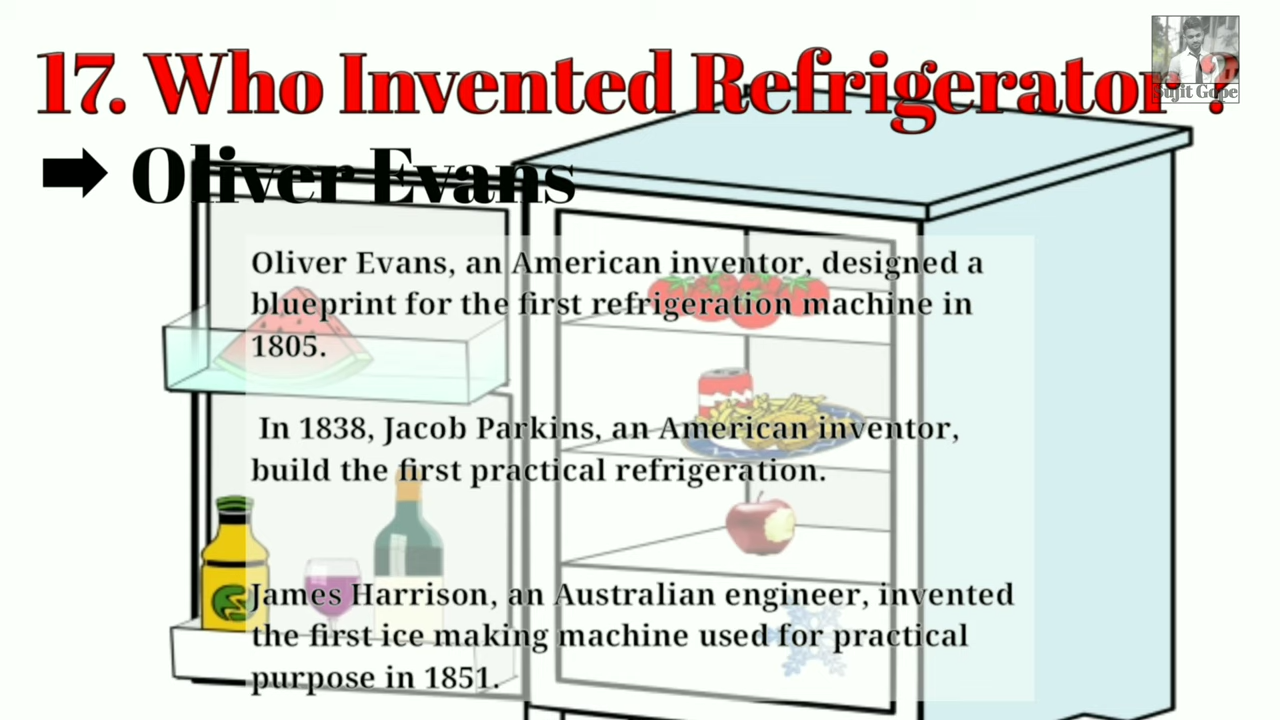 17. Who Invented Refrigerator ?
Sujit Gope
➡ Oliver Evans
Oliver Evans, an American inventor, designed a
blueprint for the first refrigeration machine in
1805.
In 1838, Jacob Parkins, an American inventor,
build the first practical refrigeration.
James Harrison, an Australian engineer, invented
the first ice making machine used for practical
purpose in 1851.